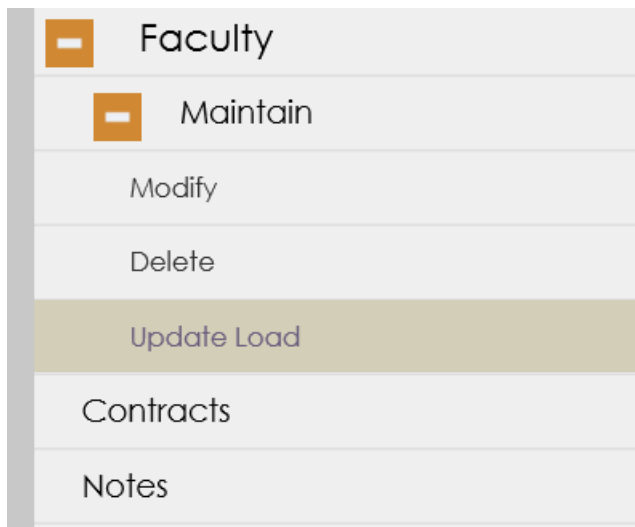 Faculty
Maintain
Modify
Delete
Update Load
Contracts
Notes